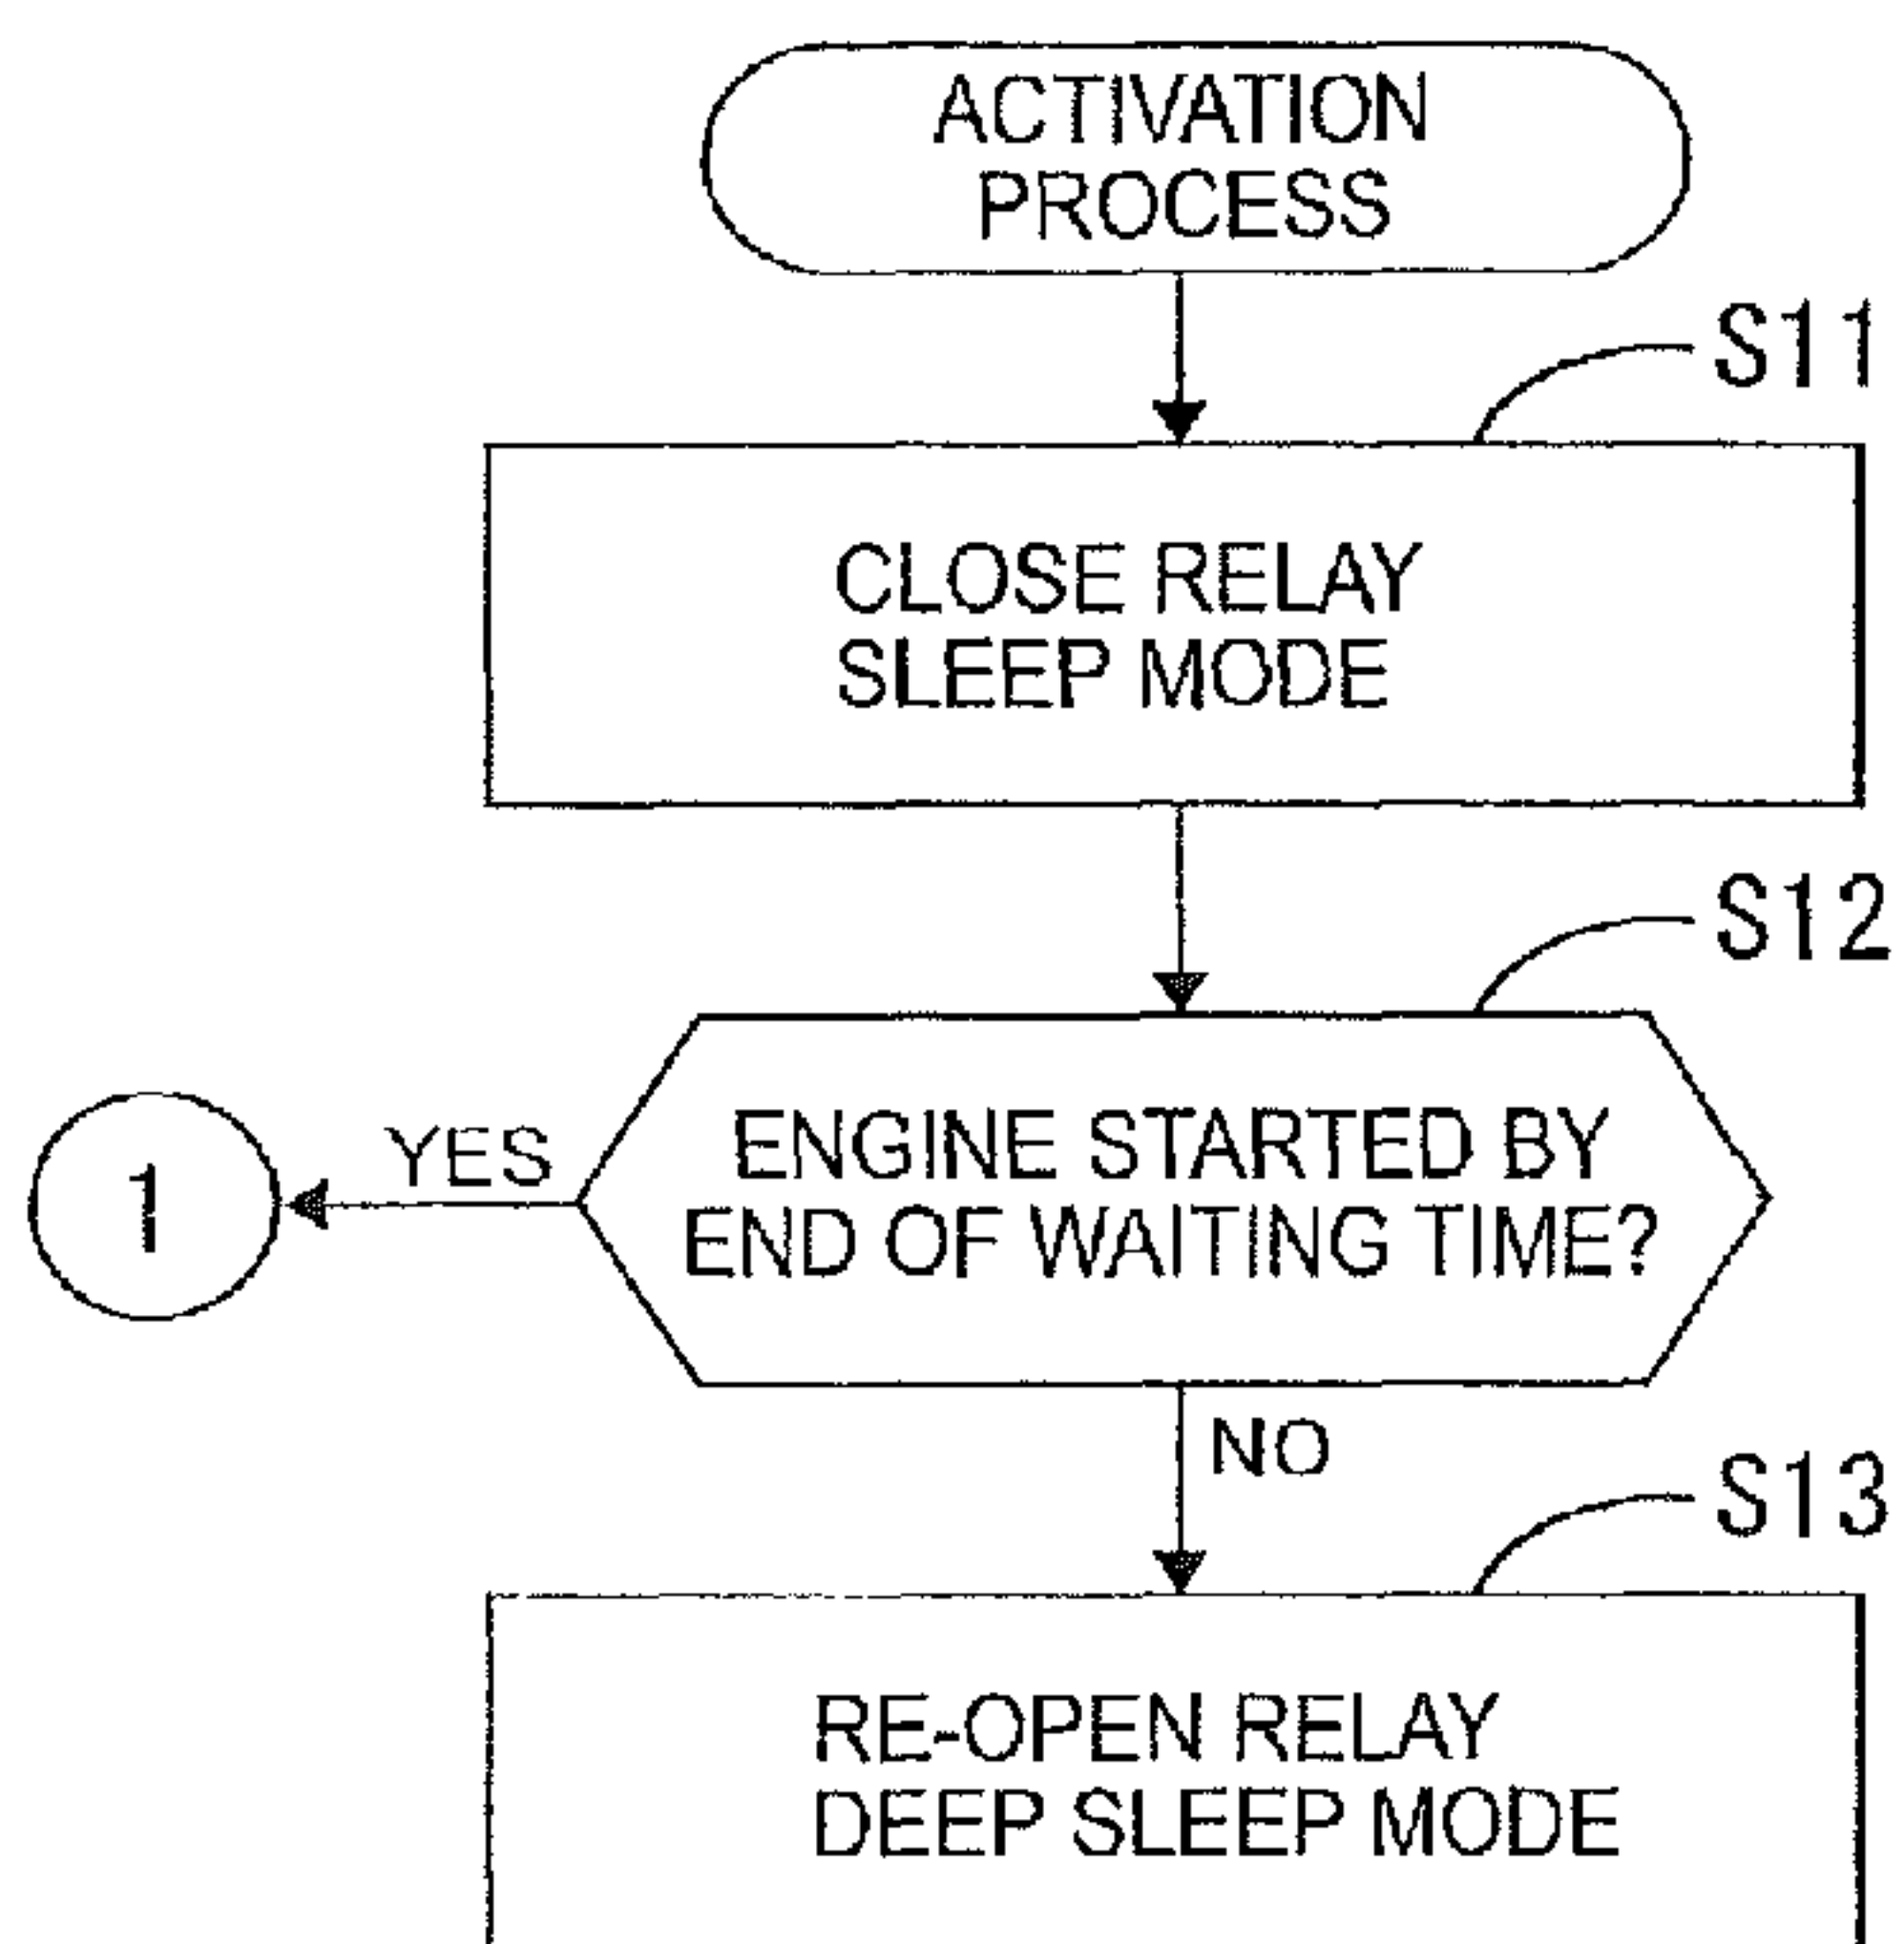 ACTIVATION
PROCESS
S11
CLOSE RELAY
SLEEP MODE
S12
ENGINE STARTED BY
END OF WAITING TIME?
YES
1
NO
S13
RE-OPEN RELAY
DEEP SLEEP MODE